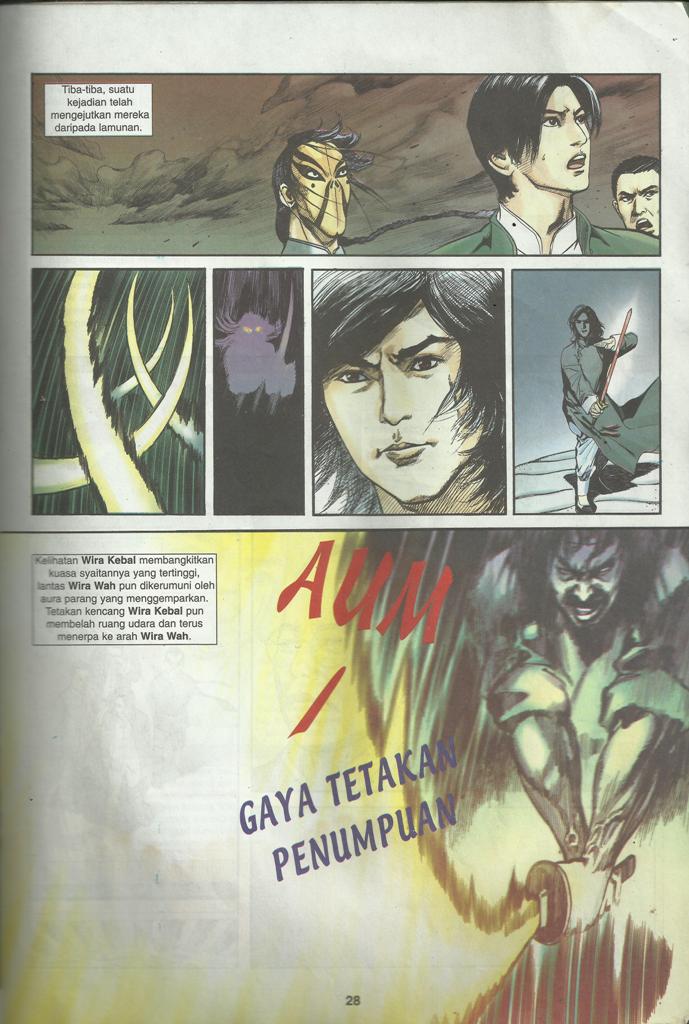 Tiba-tiba, suatu
kejadian telah
mengejutkan mereka
daripada lamunan.
Kelihatan Wira Kebal membangkitkan
kuasa syaitannya yang tertinggi,
lantas Wira Wah pun dikerumuni oleh
aura parang yang menggemparkan.
Tetakan kencang Wira Kebal pun
membelah ruang udara dan terus
menerpa ke arah Wira Wah.
AUM
GAYA TETAKAN
PENUMPUAN
28